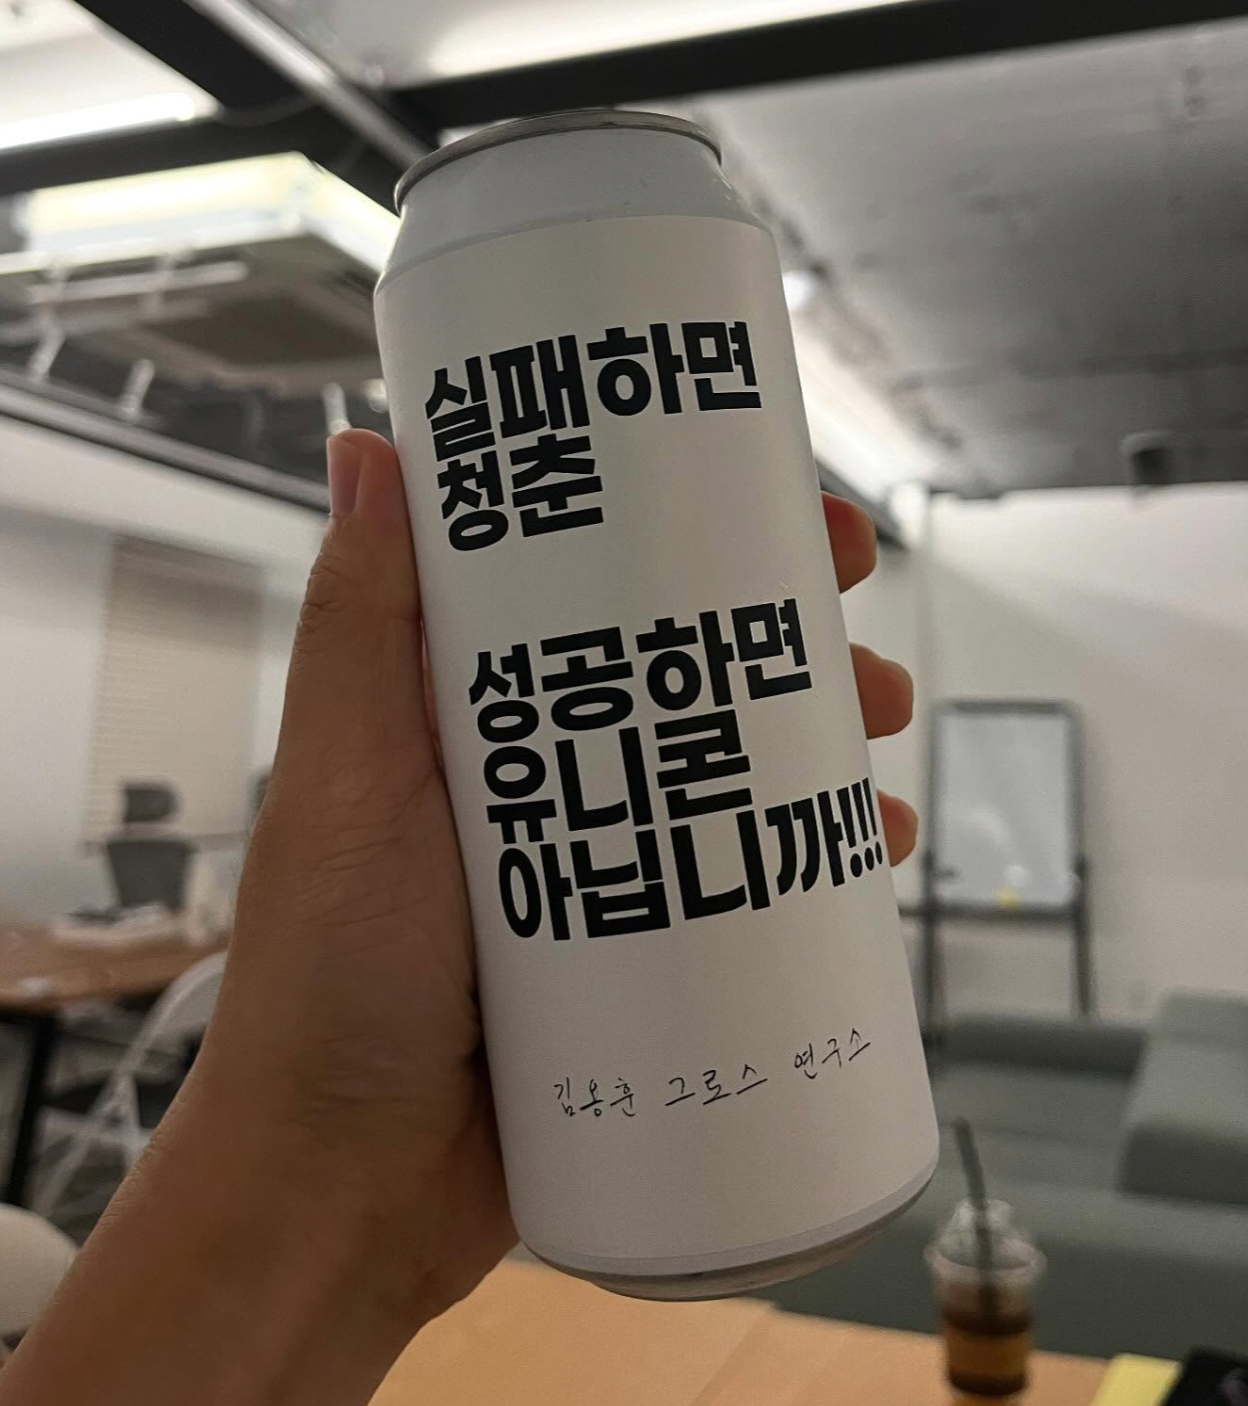 실패하면
청춘
성공하면
유니콘
아닙니까!!!
김용훈 그로스 연구소